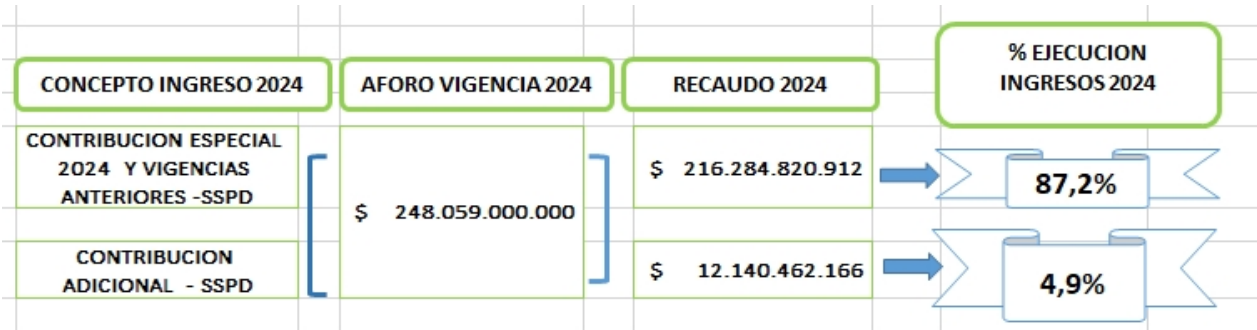 CONCEPTO INGRESO 2024
AFORO VIGENCIA 2024
RECAUDO 2024
% EJECUCION
INGRESOS 2024
CONTRIBUCION ESPECIAL
2024 Y VIGENCIAS
ANTERIORES -SSPD
$ 248.059.000.000
$ 216.284.820.912
87,2%
CONTRIBUCION
ADICIONAL - SSPD
$ 12.140.462.166
4,9%